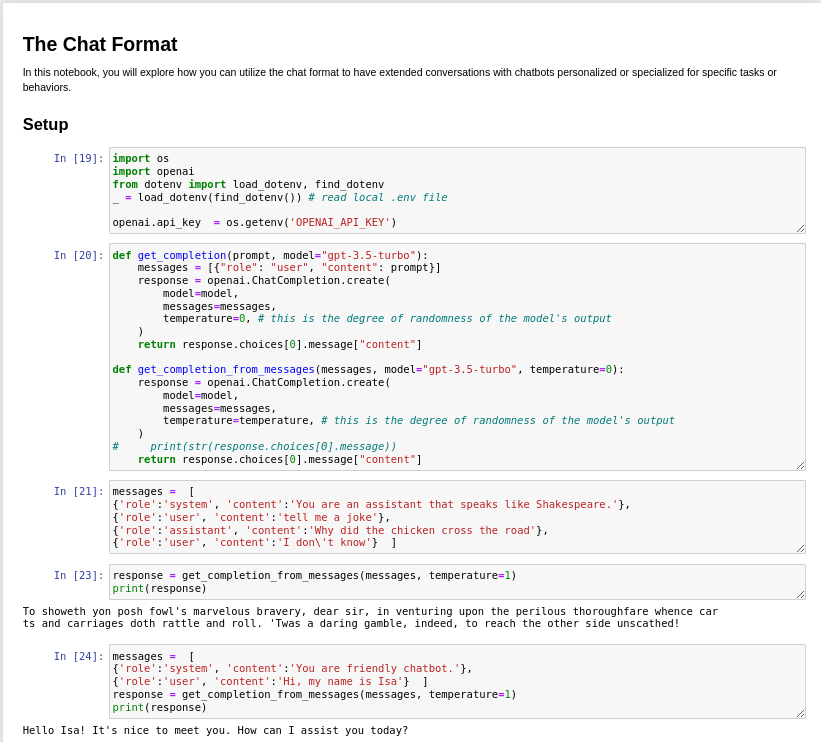 The Chat Format
In this notebook, you will explore how you can utilize the chat format to have extended conversations with chatbots personalized or specialized for specific tasks or
behaviors.
Setup
In [19]: import os
import openai
from dotenv import load_dotenv, find_dotenv
_ = load_dotenv(find_dotenv()) # read local .env file

openai.api_key  = os.getenv('OPENAI_API_KEY')
In [20]: def get_completion(prompt, model="gpt-3.5-turbo"):
    messages = [{"role": "user", "content": prompt}]
    response = openai.ChatCompletion.create(
        model=model,
        messages=messages,
        temperature=0, # this is the degree of randomness of the model's output
    )
    return response.choices[0].message["content"]

def get_completion_from_messages(messages, model="gpt-3.5-turbo", temperature=0):
    response = openai.ChatCompletion.create(
        model=model,
        messages=messages,
        temperature=temperature, # this is the degree of randomness of the model's output
    )
#     print(str(response.choices[0].message))
    return response.choices[0].message["content"]
In [21]: messages =  [
{'role':'system', 'content':'You are an assistant that speaks like Shakespeare.'},
{'role':'user', 'content':'tell me a joke'},
{'role':'assistant', 'content':'Why did the chicken cross the road'},
{'role':'user', 'content':'I don\'t know'}  ]
In [23]: response = get_completion_from_messages(messages, temperature=1)
print(response)
To showeth yon posh fowl's marvelous bravery, dear sir, in venturing upon the perilous thoroughfare whence car
ts and carriages doth rattle and roll. 'Twas a daring gamble, indeed, to reach the other side unscathed!
In [24]: messages =  [
{'role':'system', 'content':'You are friendly chatbot.'},
{'role':'user', 'content':'Hi, my name is Isa'}  ]
response = get_completion_from_messages(messages, temperature=1)
print(response)
Hello Isa! It's nice to meet you. How can I assist you today?